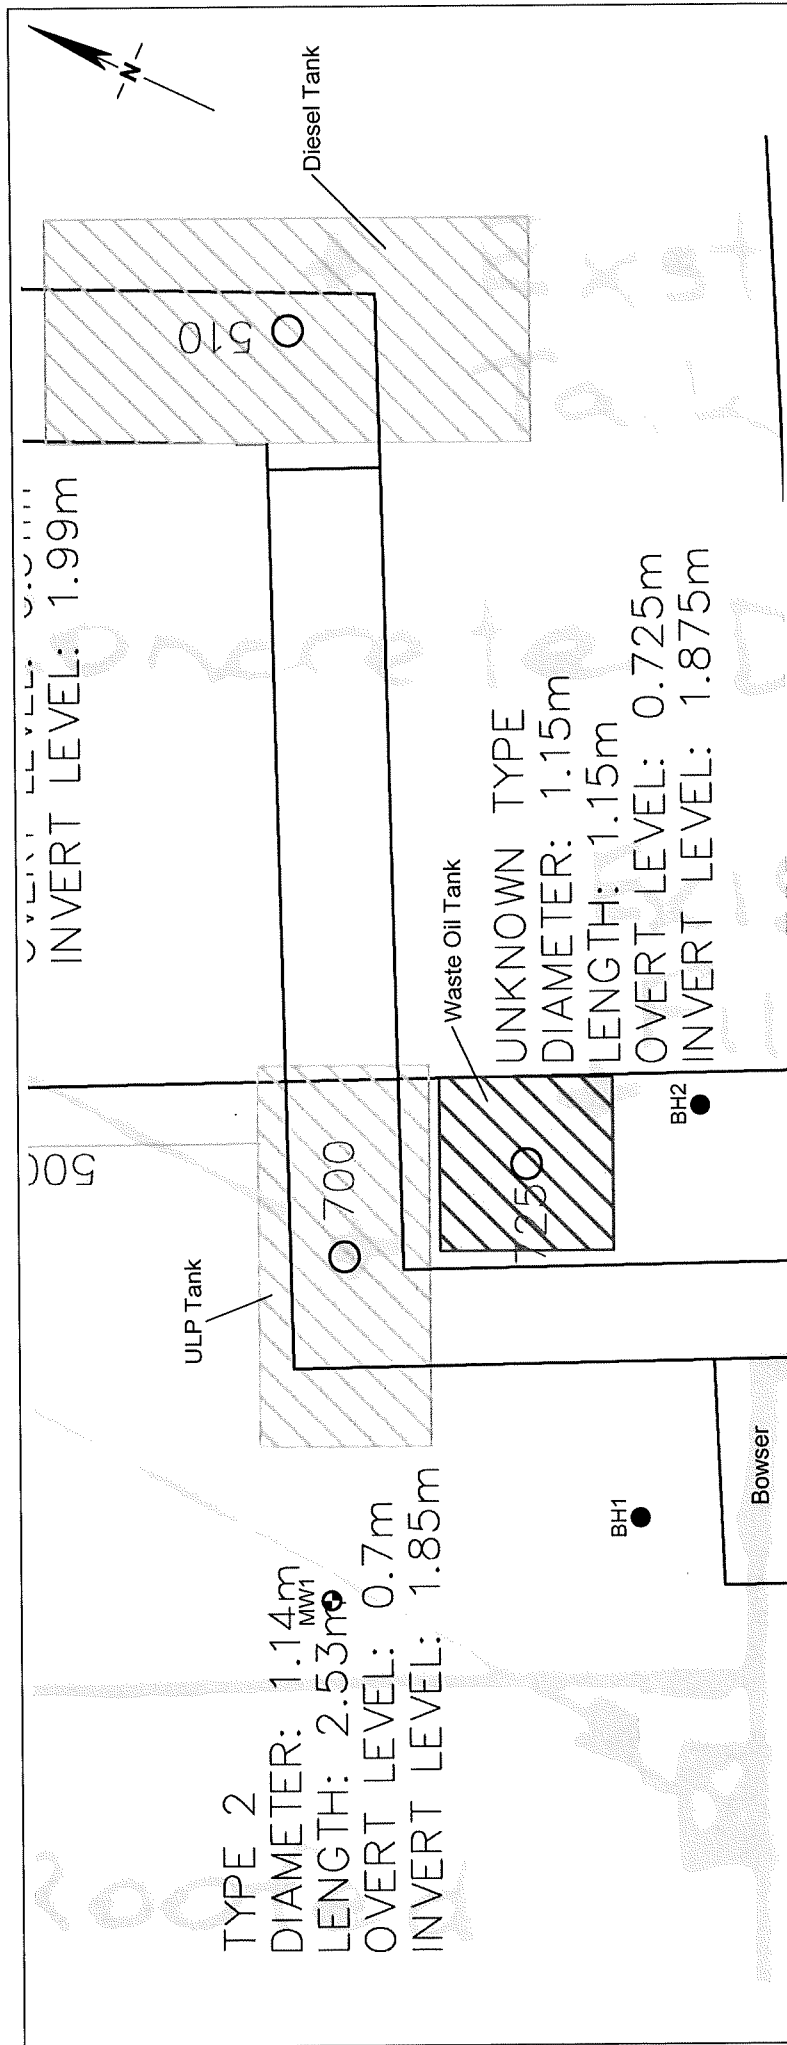 N
Diesel Tank
510
INVERT LEVEL: 1.99m
500
ULP Tank
700
Waste Oil Tank
725
UNKNOWN TYPE
DIAMETER: 1.15m
LENGTH: 1.15m
OVERT LEVEL: 0.725m
INVERT LEVEL: 1.875m
BH2
TYPE 2
DIAMETER: 1.14m
LENGTH: 2.53m
OVERT LEVEL: 0.7m
INVERT LEVEL: 1.85m
MW1
BH1
Bowser